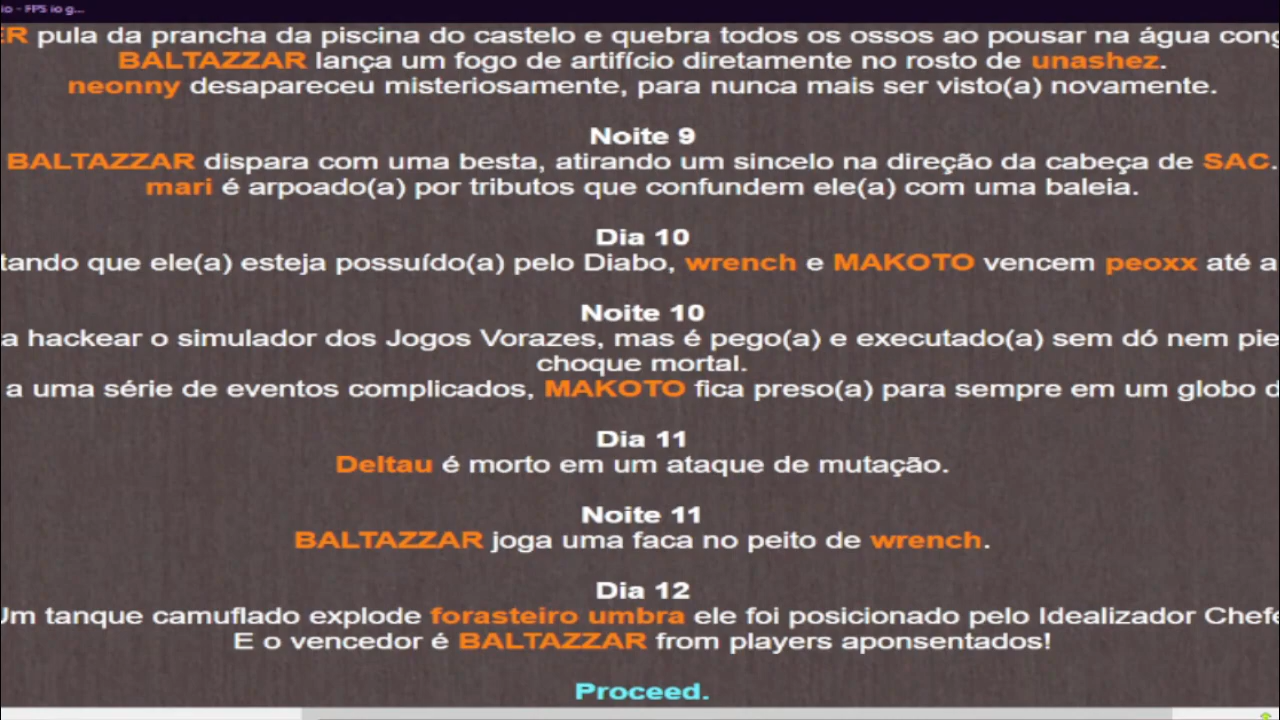 io - FPS io g...
ER pula da prancha da piscina do castelo e quebra todos os ossos ao pousar na água cong
BALTAZZAR lança um fogo de artifício diretamente no rosto de unashez.
neonny desapareceu misteriosamente, para nunca mais ser visto(a) novamente.
Noite 9
BALTAZZAR dispara com uma besta, atirando um sincelo na direção da cabeça de SAC.
mari é arpoado(a) por tributos que confundem ele(a) com uma baleia.
Dia 10
tando que ele(a) esteja possuído(a) pelo Diabo, wrench e MAKOTO vencem peoxx até a
Noite 10
a hackear o simulador dos Jogos Vorazes, mas é pego(a) e executado(a) sem dó nem pie
choque mortal.
a uma série de eventos complicados, MAKOTO fica preso(a) para sempre em um globo d
Dia 11
Deltau é morto em um ataque de mutação.
Noite 11
BALTAZZAR joga uma faca no peito de wrench.
Dia 12
Um tanque camuflado explode forasteiro umbra ele foi posicionado pelo Idealizador Chefe
E o vencedor é BALTAZZAR from players aponsentados!
Proceed.